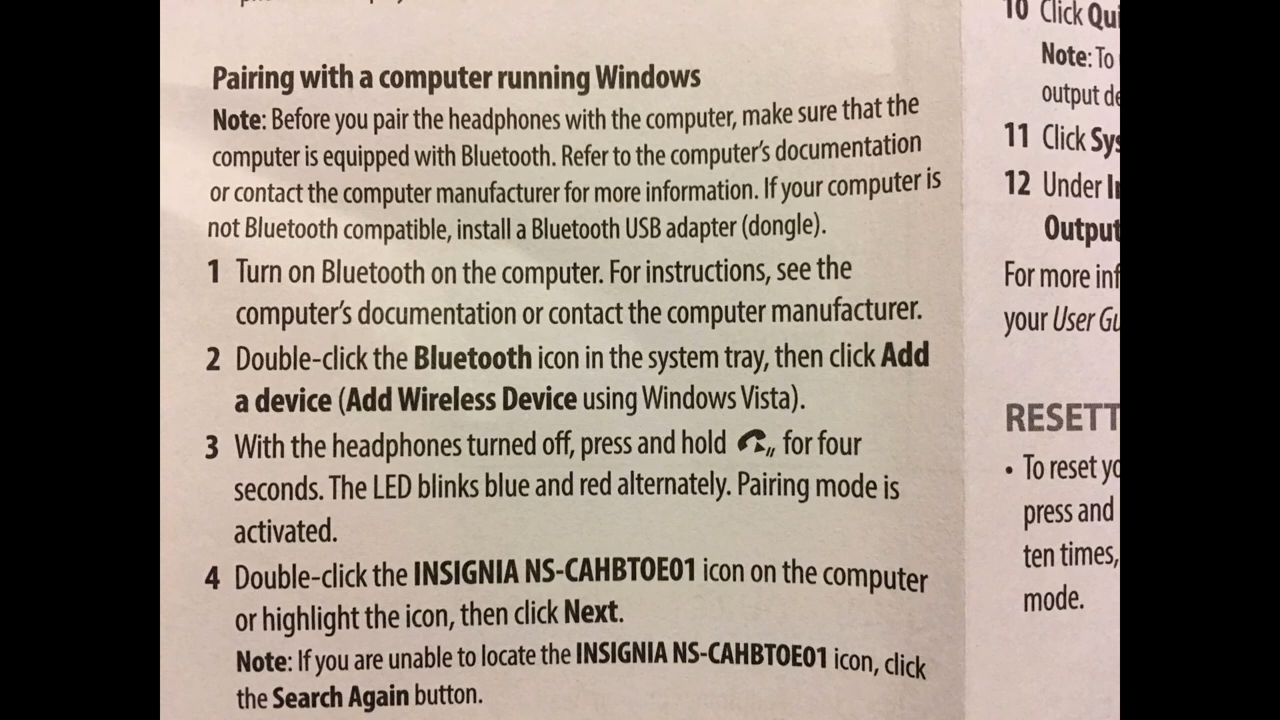 Pairing with a computer running Windows
Note: Before you pair the headphones with the computer, make sure that the
computer is equipped with Bluetooth. Refer to the computer's documentation
or contact the computer manufacturer for more information. If your computer is
not Bluetooth compatible, install a Bluetooth USB adapter (dongle).
1 Turn on Bluetooth on the computer. For instructions, see the
computer's documentation or contact the computer manufacturer.
2 Double-click the Bluetooth icon in the system tray, then click Add
a device (Add Wireless Device using Windows Vista).
3 With the headphones turned off, press and hold for four
seconds. The LED blinks blue and red alternately. Pairing mode is
activated.
4 Double-click the INSIGNIA NS-CAHBTOE01 icon on the computer
or highlight the icon, then click Next.
Note: If you are unable to locate the INSIGNIA NS-CAHBTOE01 icon, click
the Search Again button.
10 Click
Note: To
output
11 Click
12 Under
Output
For more
your User
• To reset
press and
ten times,
mode.